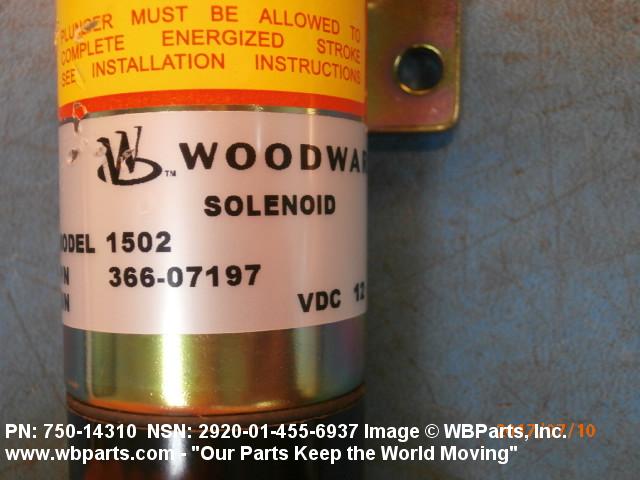 PLUNGER MUST BE ALLOWED TO
COMPLETE ENERGIZED STROKE
SEE INSTALLATION INSTRUCTIONS
W TM WOODWAR
SOLENOID
MODEL 1502
366-07197
VDC 12
PN: 750-14310 NSN: 2920-01-455-6937 Image © WBParts, Inc.
www.wbparts.com - "Our Parts Keep the World Moving"